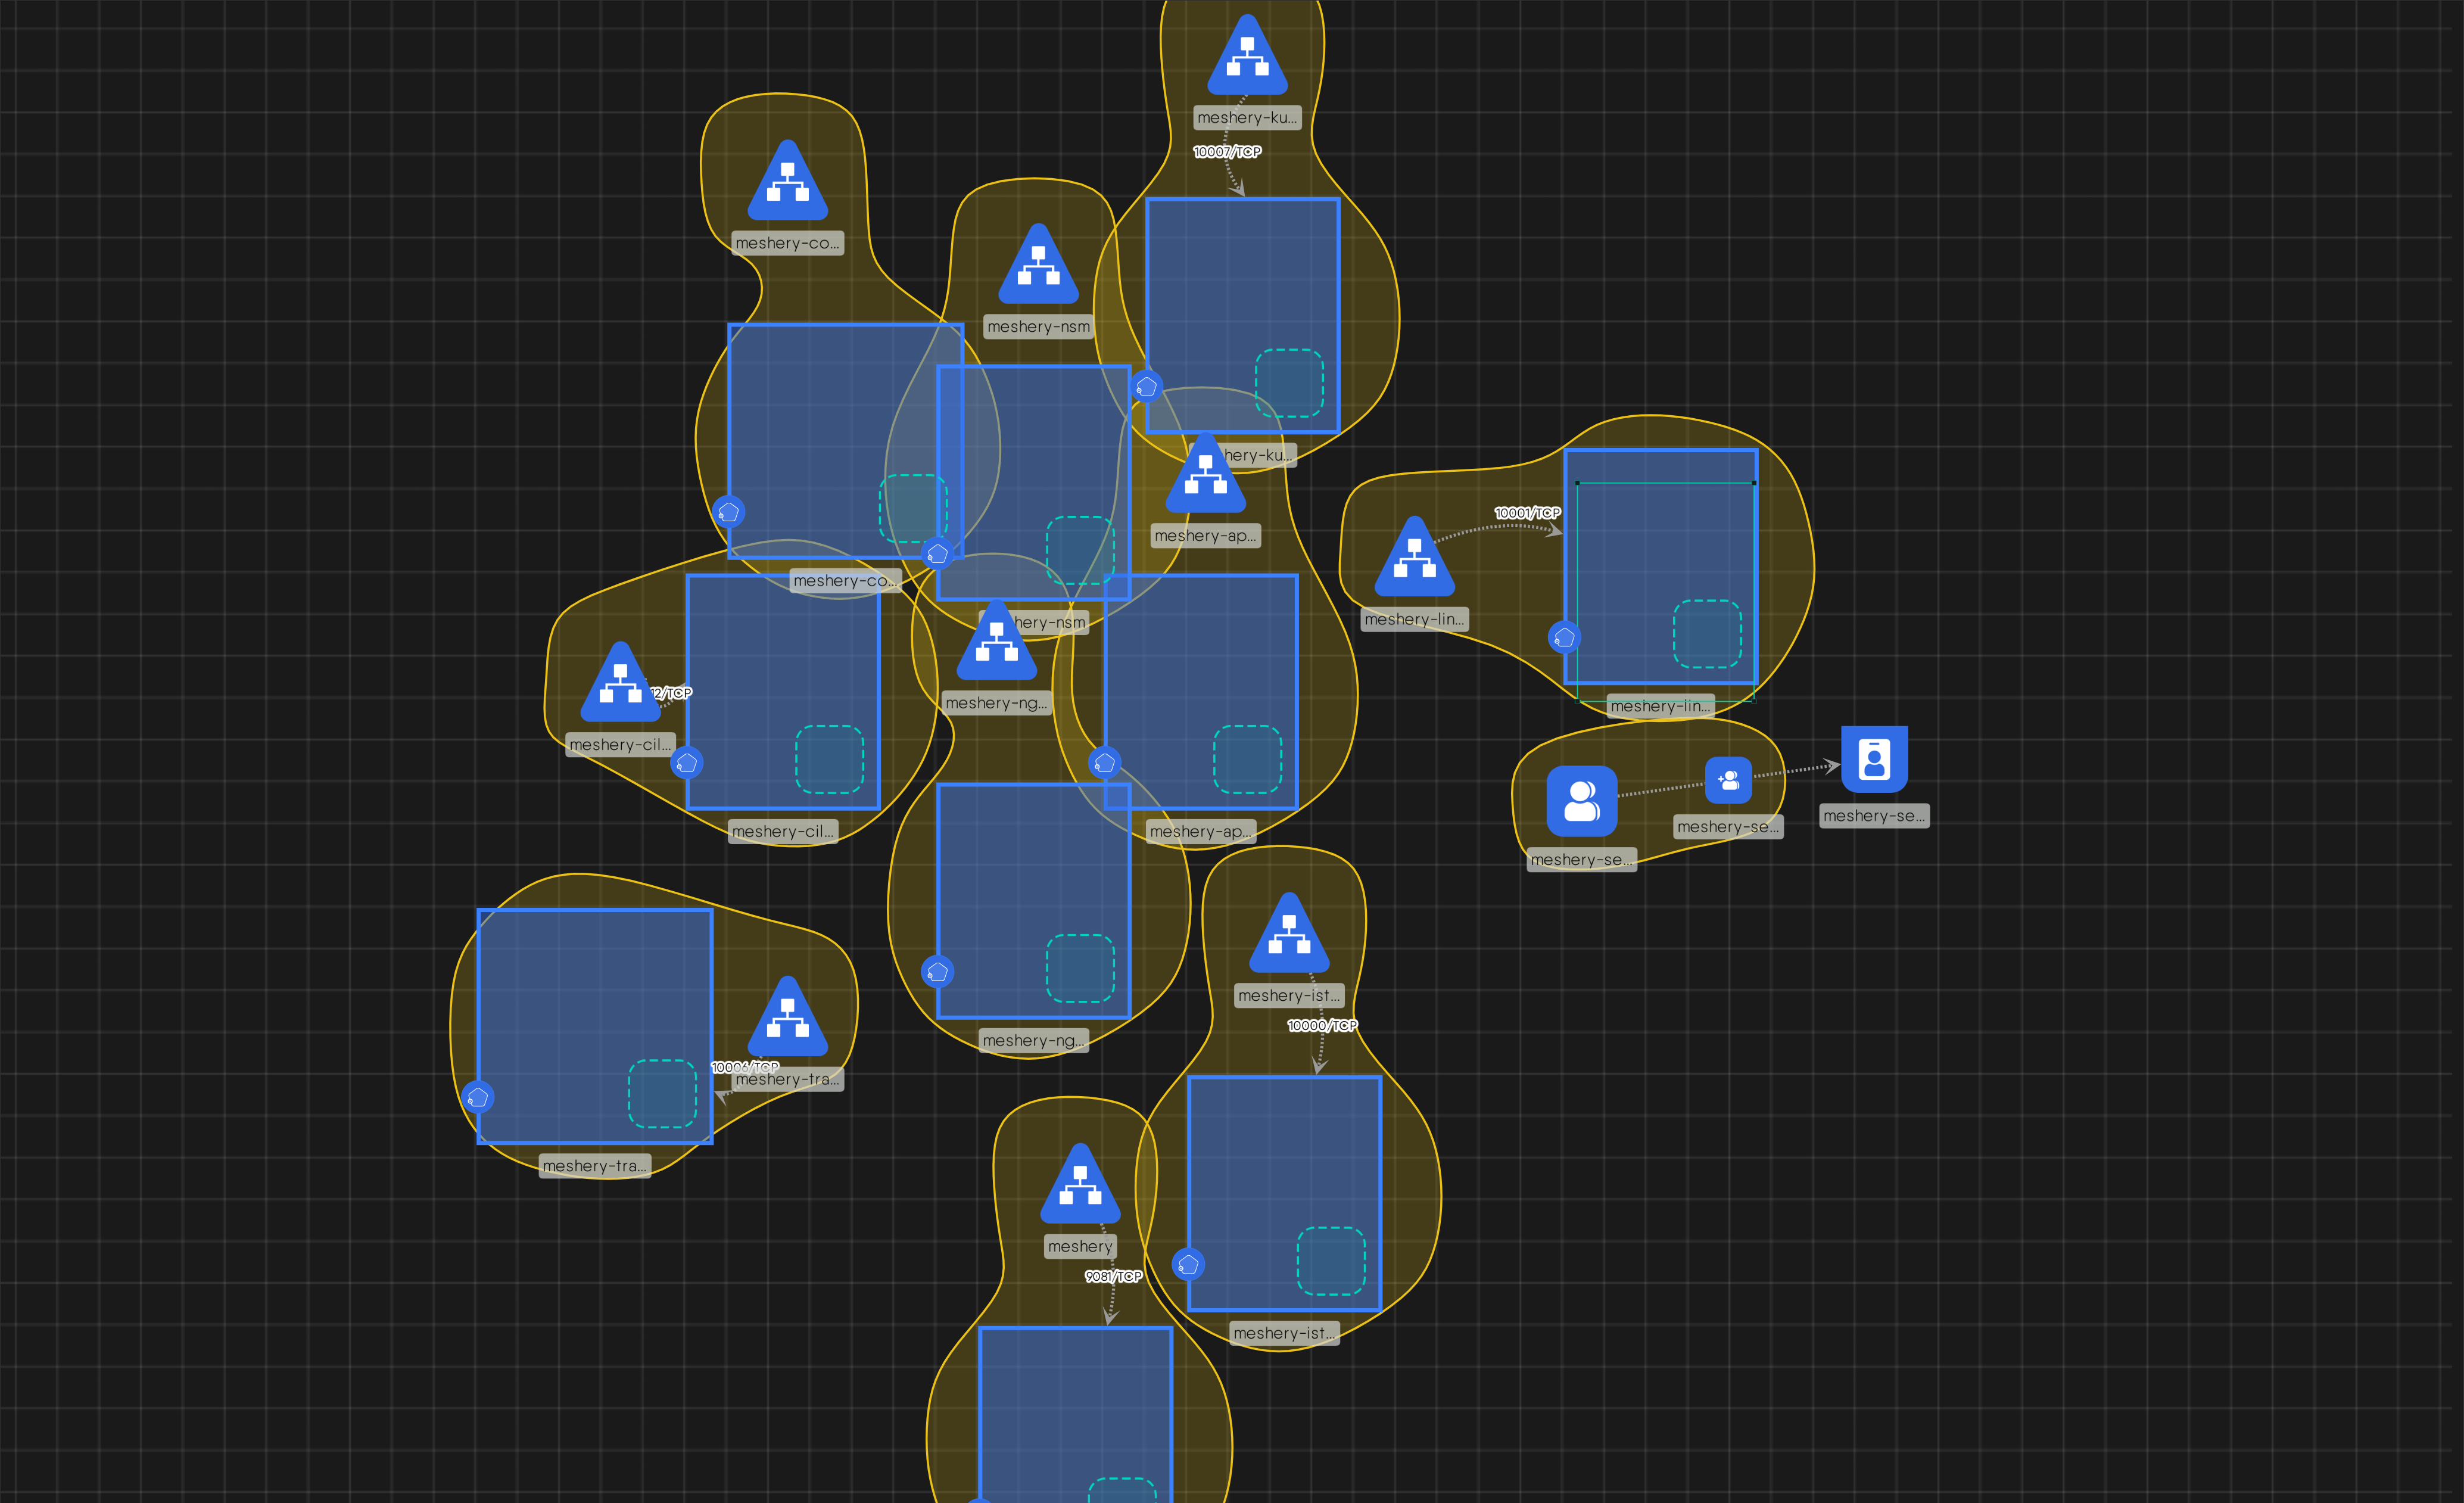 meshery-ku...
10007/TCP
meshery-co...
meshery-nsm
hery-ku...
meshery-ap...
10001/TCP
meshery-co...
meshery-lin...
hery-nsm
12/TCP
meshery-ng...
meshery-lin...
meshery-cil...
meshery-se...
meshery-se...
meshery-cil...
meshery-ap...
meshery-se...
meshery-ist...
10000/TCP
meshery-ng...
10006/TCP
meshery-tra...
meshery-tra...
meshery
9081/TCP
meshery-ist...